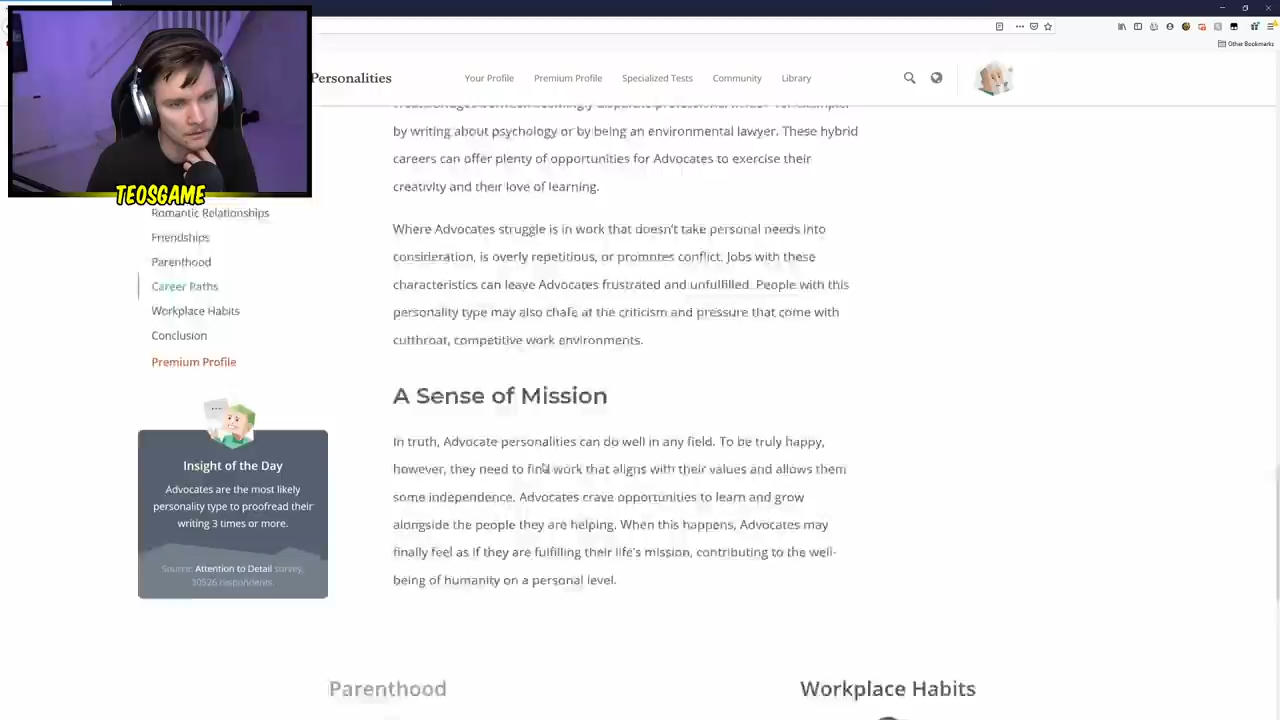 Other Bookmarks
Personalities
Your Profile
Premium Profile
Specialized Tests
Community
Library
TEOSGAME
Romantic Relationships
Friendships
Parenthood
Career Paths
Workplace Habits
Conclusion
Premium Profile
Insight of the Day
Advocates are the most likely
personality type to proofread their
writing 3 times or more.
Source: Attention to Detail survey,
30526 respondents.
by writing about psychology or by being an environmental lawyer. These hybrid
careers can offer plenty of opportunities for Advocates to exercise their
creativity and their love of learning.
Where Advocates struggle is in work that doesn't take personal needs into
consideration, is overly repetitive, or promotes conflict. Jobs with these
characteristics can leave Advocates frustrated and unfulfilled. People with this
personality type may also chafe at the criticism and pressure that come with
cutthroat, competitive work environments.
A Sense of Mission
In truth, Advocate personalities can do well in any field. To be truly happy,
however, they need to find work that aligns with their values and allows them
some independence. Advocates crave opportunities to learn and grow
alongside the people they are helping. When this happens, Advocates may
finally feel as if they are fulfilling their life's mission, contributing to the well-
being of humanity on a personal level.
Parenthood
Workplace Habits